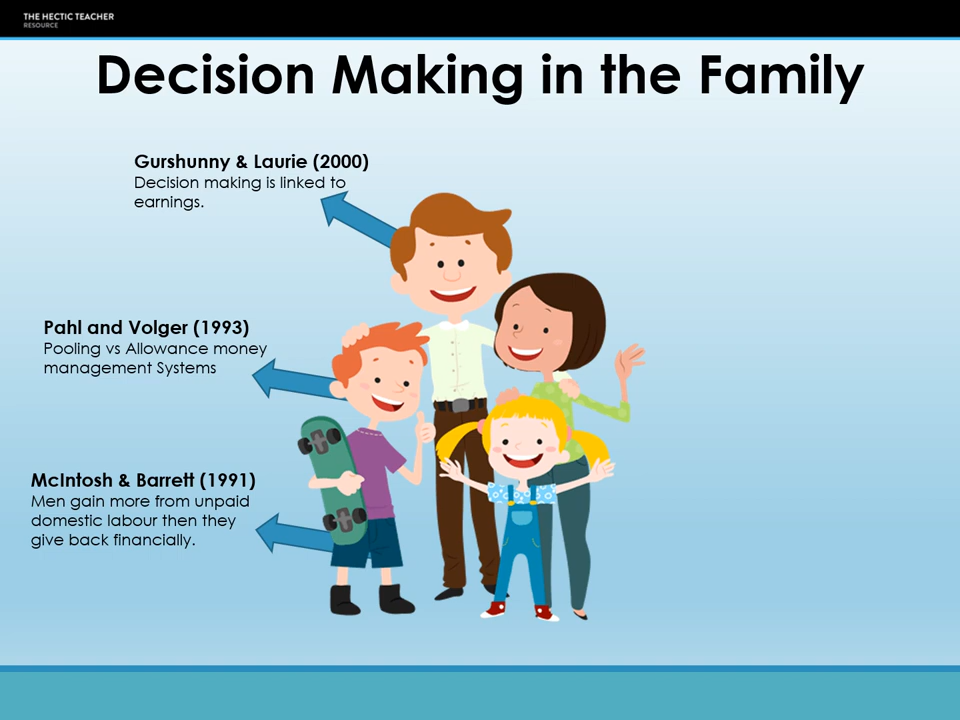 THE HECTIC TEACHER
RESOURCE
Decision Making in the Family
Gurshunny & Laurie (2000)
Decision making is linked to
earnings.
Pahl and Volger (1993)
Pooling vs Allowance money
management Systems
McIntosh & Barrett (1991)
Men gain more from unpaid
domestic labour then they
give back financially.